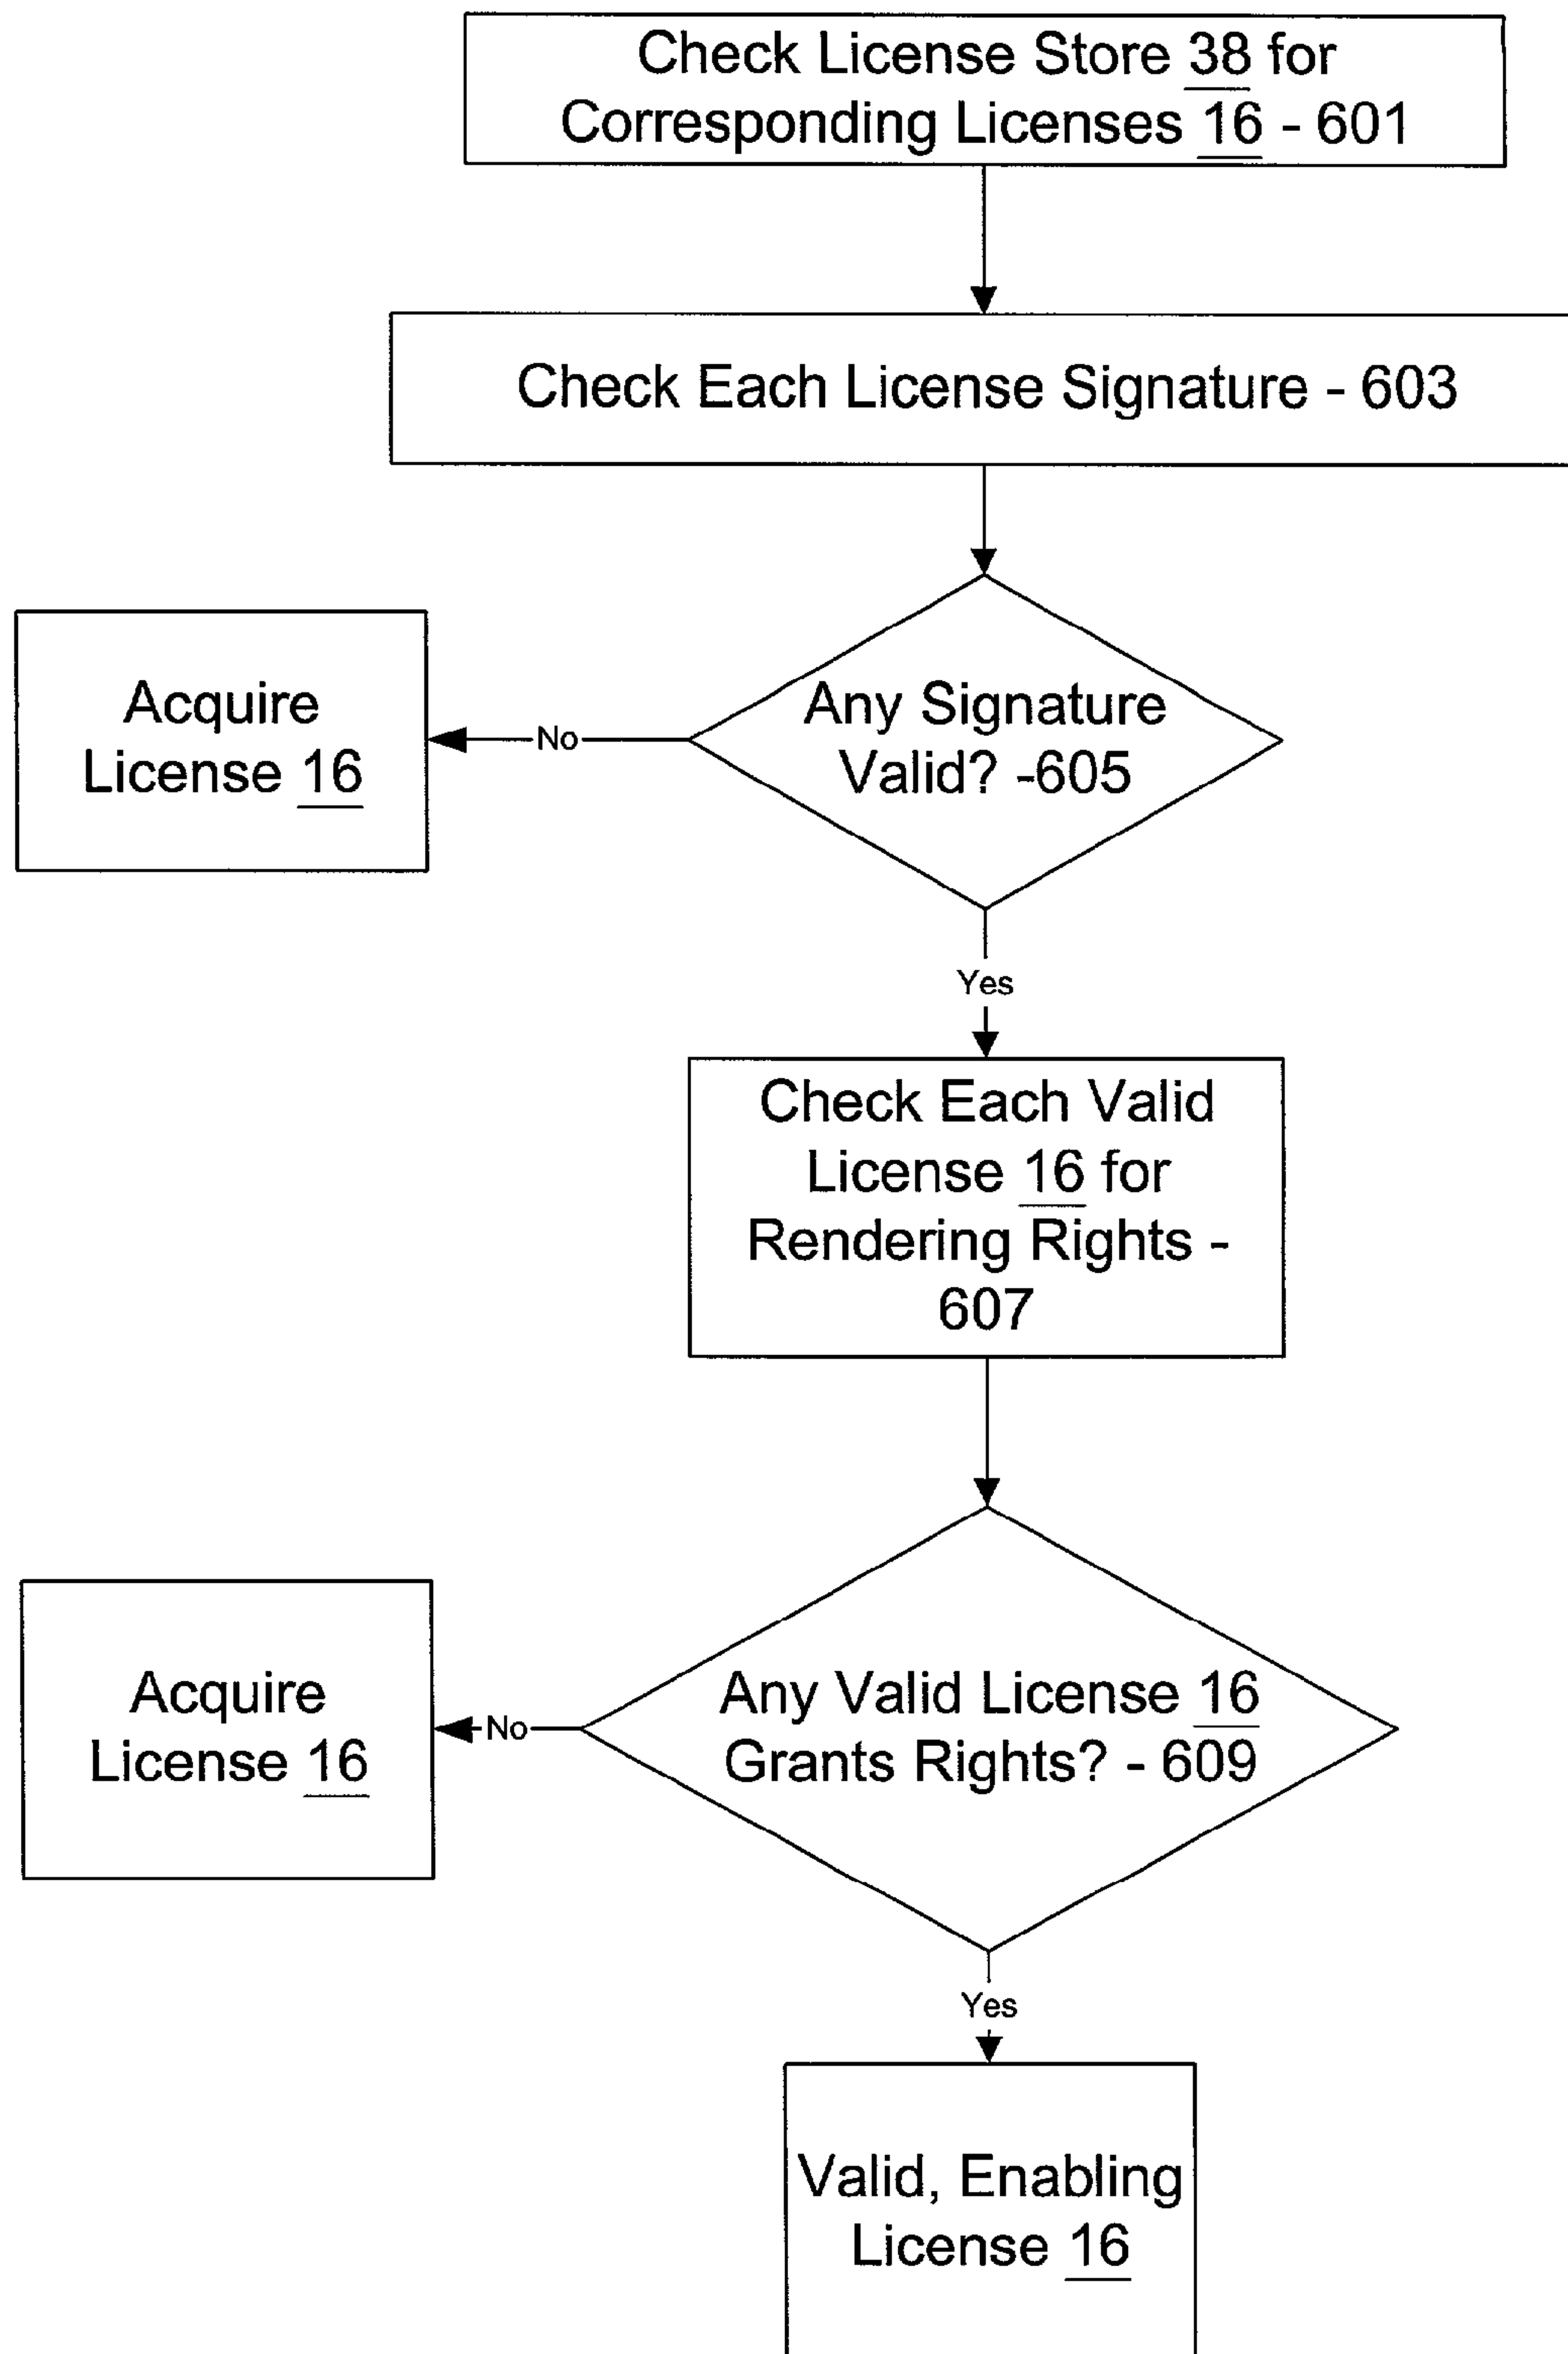 Check License Store 38 for
Corresponding Licenses 16 - 601
Check Each License Signature - 603
Acquire
License 16
No
Any Signature
Valid? -605
Yes
Check Each Valid
License 16 for
Rendering Rights -
607
Acquire
License 16
No
Any Valid License 16
Grants Rights? - 609
Yes
Valid, Enabling
License 16